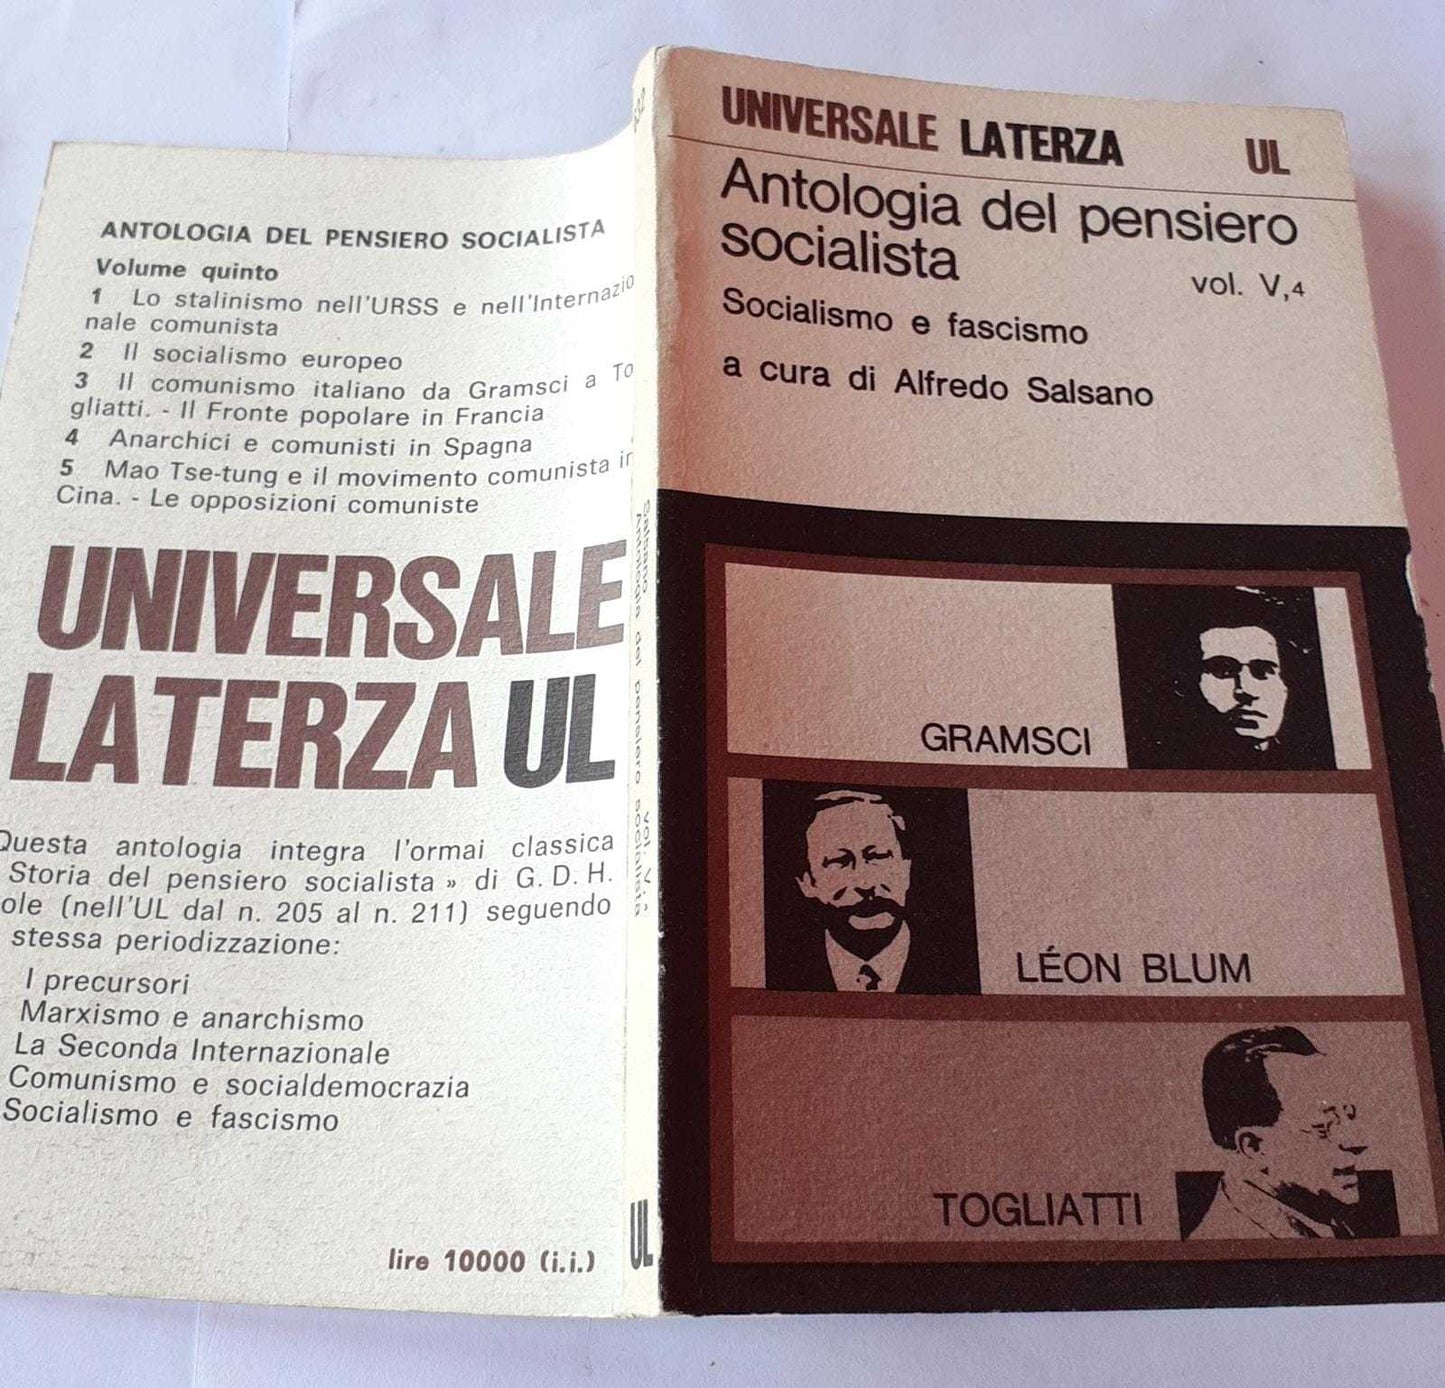 ANTOLOGIA DEL PENSIERO SOCIALISTA
Volume quinto
1 Lo stalinismo nell'URSS e nell'Internazio
nale comunista
2 Il socialismo europeo
3 Il comunismo italiano da Gramsci a To
gliatti. - Il Fronte popolare in Francia
4 Anarchici e comunisti in Spagna
5 Mao Tse-tung e il movimento comunista in
Cina. - Le opposizioni comuniste
UNIVERSALE
LATERZA UL
Questa antologia integra l'ormai classica
Storia del pensiero socialista » di G. D. H.
ole (nell'UL dal n. 205 al n. 211) seguendo
stessa periodizzazione:
I precursori
Marxismo e anarchismo
La Seconda Internazionale
Comunismo e socialdemocrazia
Socialismo e fascismo
lire 10000 (i.i.)
Salsano
Antologia del pensiero socialista
vol. V,
UL
UNIVERSALE LATERZA UL
Antologia del pensiero
socialista
vol. V,4
Socialismo e fascismo
a cura di Alfredo Salsano
GRAMSCI
LÉON BLUM
TOGLIATTI